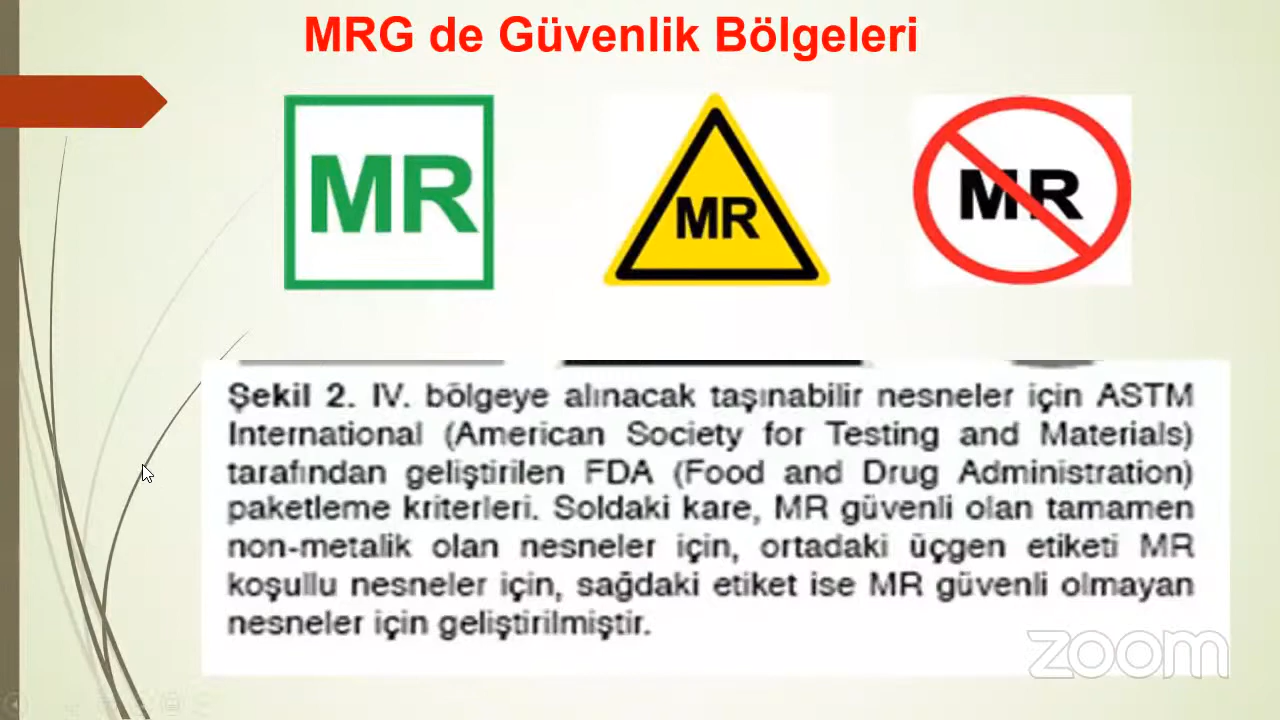 MRG de Güvenlik Bölgeleri
MR
MR
MR
Şekil 2. IV. bölgeye alınacak taşınabilir nesneler için ASTM
International (American Society for Testing and Materials)
tarafından geliştirilen FDA (Food and Drug Administration)
paketleme kriterleri. Soldaki kare, MR güvenli olan tamamen
non-metalik olan nesneler için, ortadaki üçgen etiketi MR
koşullu nesneler için, sağdaki etiket ise MR güvenli olmayan
nesneler için geliştirilmiştir.
zoom